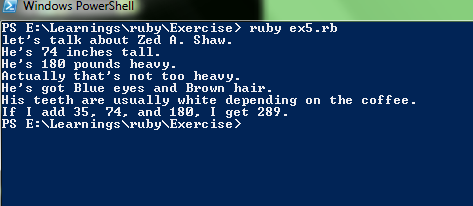 Windows PowerShell
PS E:\Learnings\ruby\Exercise> ruby ex5.rb
let's talk about Zed A. Shaw.
He's 74 inches tall.
He's 180 pounds heavy.
Actually that's not too heavy.
He's got Blue eyes and Brown hair.
His teeth are usually white depending on the coffee.
If I add 35, 74, and 180, I get 289.
PS E:\Learnings\ruby\Exercise>